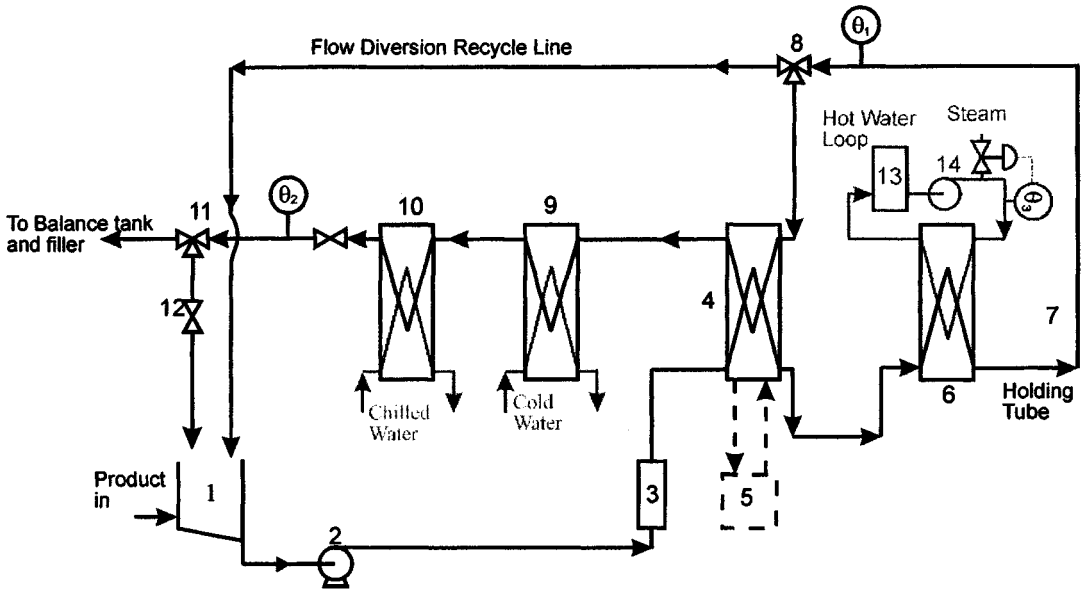 Flow Diversion Recycle Line
8
θ₁
Hot Water
Loop
Steam
13
14
θ₃
To Balance tank
and filler
11
θ₂
10
9
4
7
12
6
Holding
Tube
Chilled
Water
Cold
Water
Product
in
1
2
3
5